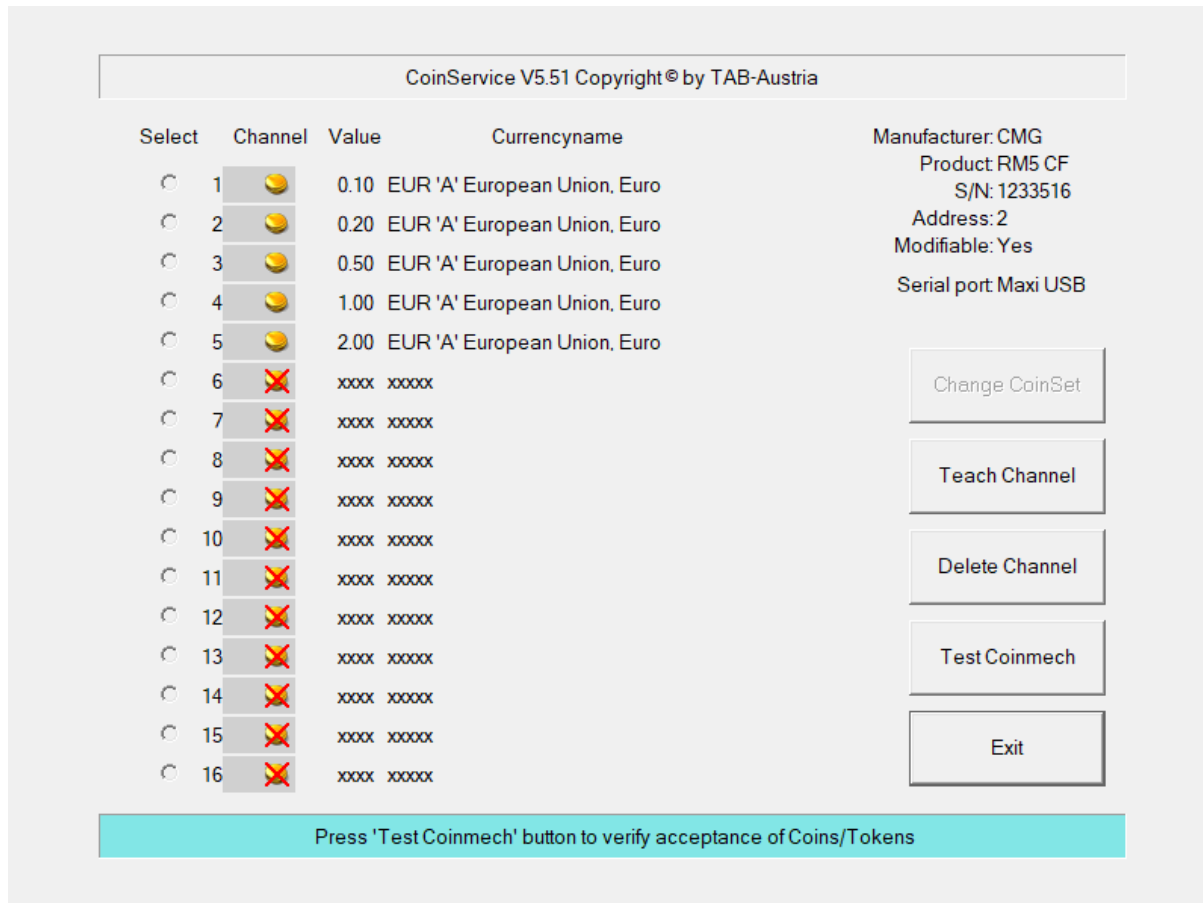 CoinService V5.51 Copyright © by TAB-Austria
Select Channel Value Currencyname
1 0.10 EUR 'A' European Union, Euro
2 0.20 EUR 'A' European Union, Euro
3 0.50 EUR 'A' European Union, Euro
4 1.00 EUR 'A' European Union, Euro
5 2.00 EUR 'A' European Union, Euro
6 xxxx xxxxx
7 xxxx xxxxx
8 xxxx xxxxx
9 xxxx xxxxx
10 xxxx xxxxx
11 xxxx xxxxx
12 xxxx xxxxx
13 xxxx xxxxx
14 xxxx xxxxx
15 xxxx xxxxx
16 xxxx xxxxx
Manufacturer: CMG
Product: RM5 CF
S/N: 1233516
Address: 2
Modifiable: Yes
Serial port: Maxi USB
Change CoinSet
Teach Channel
Delete Channel
Test Coinmech
Exit
Press 'Test Coinmech' button to verify acceptance of Coins/Tokens